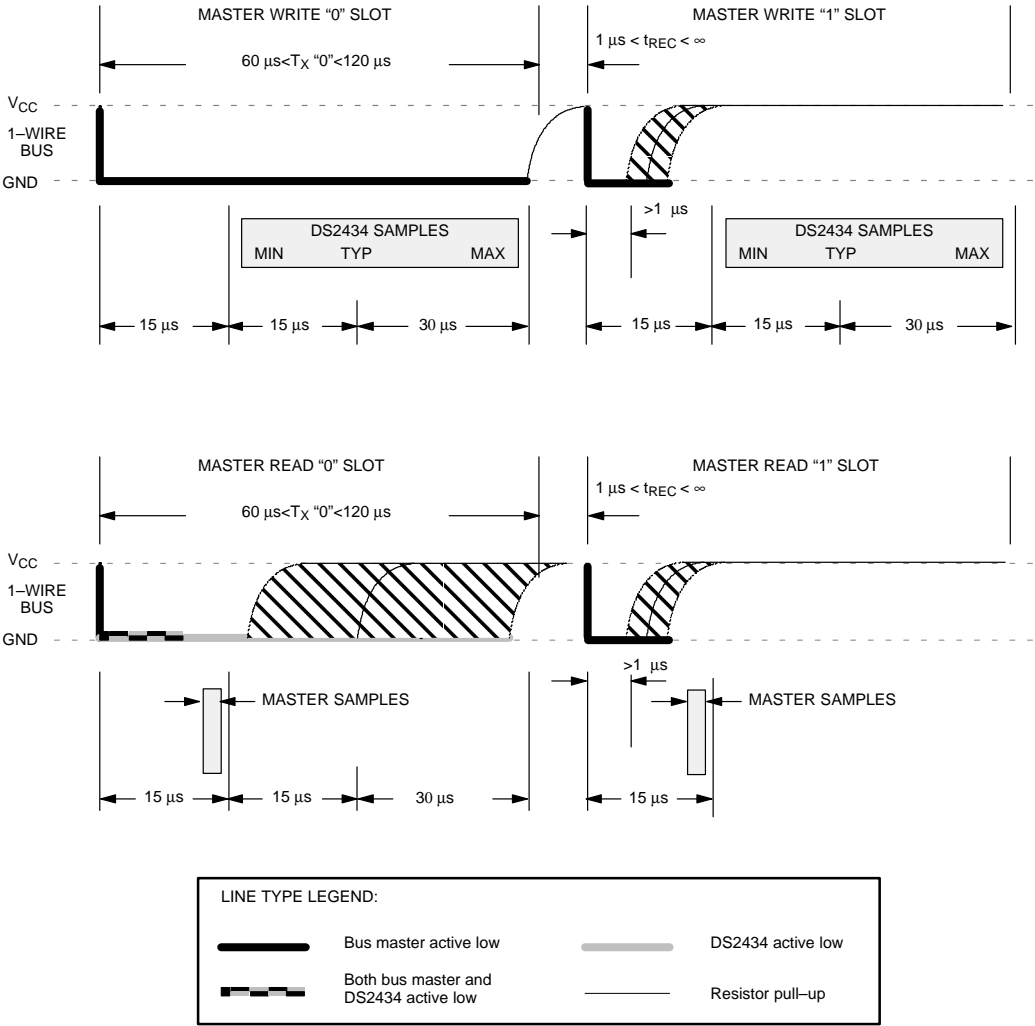 MASTER WRITE “0” SLOT
MASTER WRITE “1” SLOT
1 μs < tREC < ∞
60 μs<TX “0”<120 μs
VCC
1–WIRE
BUS
GND
>1 μs
DS2434 SAMPLES
MIN TYP MAX
DS2434 SAMPLES
MIN TYP MAX
15 μs 15 μs 30 μs
15 μs 15 μs 30 μs
MASTER READ “0” SLOT
MASTER READ “1” SLOT
1 μs < tREC < ∞
60 μs<TX “0”<120 μs
VCC
1–WIRE
BUS
GND
>1 μs
MASTER SAMPLES
MASTER SAMPLES
15 μs 15 μs 30 μs
15 μs
LINE TYPE LEGEND:
Bus master active low
DS2434 active low
Both bus master and
DS2434 active low
Resistor pull–up